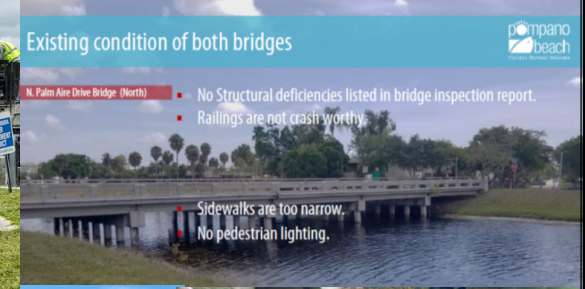 Existing condition of both bridges
pompano
beach
N. Palm Aire Drive Bridge (North)
No Structural deficiencies listed in bridge inspection report.
Railings are not crash worthy
Sidewalks are too narrow.
No pedestrian lighting.